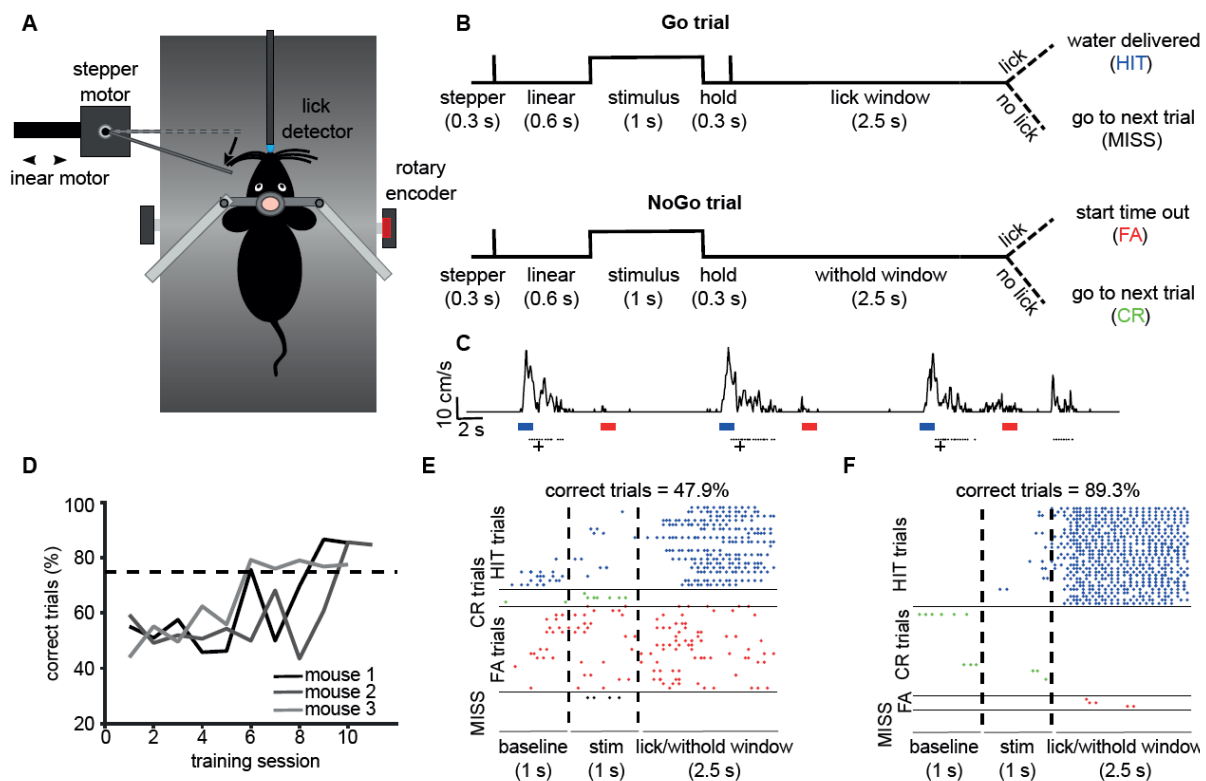 A
stepper
motor
lick
detector
inear motor
rotary
encoder
B
Go trial
stepper
(0.3 s)
linear
(0.6 s)
stimulus
(1 s)
hold
(0.3 s)
lick window
(2.5 s)
lick
no lick
water delivered
(HIT)
go to next trial
(MISS)
NoGo trial
stepper
(0.3 s)
linear
(0.6 s)
stimulus
(1 s)
hold
(0.3 s)
withold window
(2.5 s)
lick
no lick
start time out
(FA)
go to next trial
(CR)
C
10 cm/s
2 s
D
correct trials (%)
100
80
60
40
20
mouse 1
mouse 2
mouse 3
0
2
4
6
8
10
training session
E
correct trials = 47.9%
HIT trials
CR trials
FA trials
MISS
baseline
(1 s)
stim
(1 s)
lick/withold window
(2.5 s)
F
correct trials = 89.3%
HIT trials
CR trials
FA
MISS
baseline
(1 s)
stim
(1 s)
lick/withold window
(2.5 s)